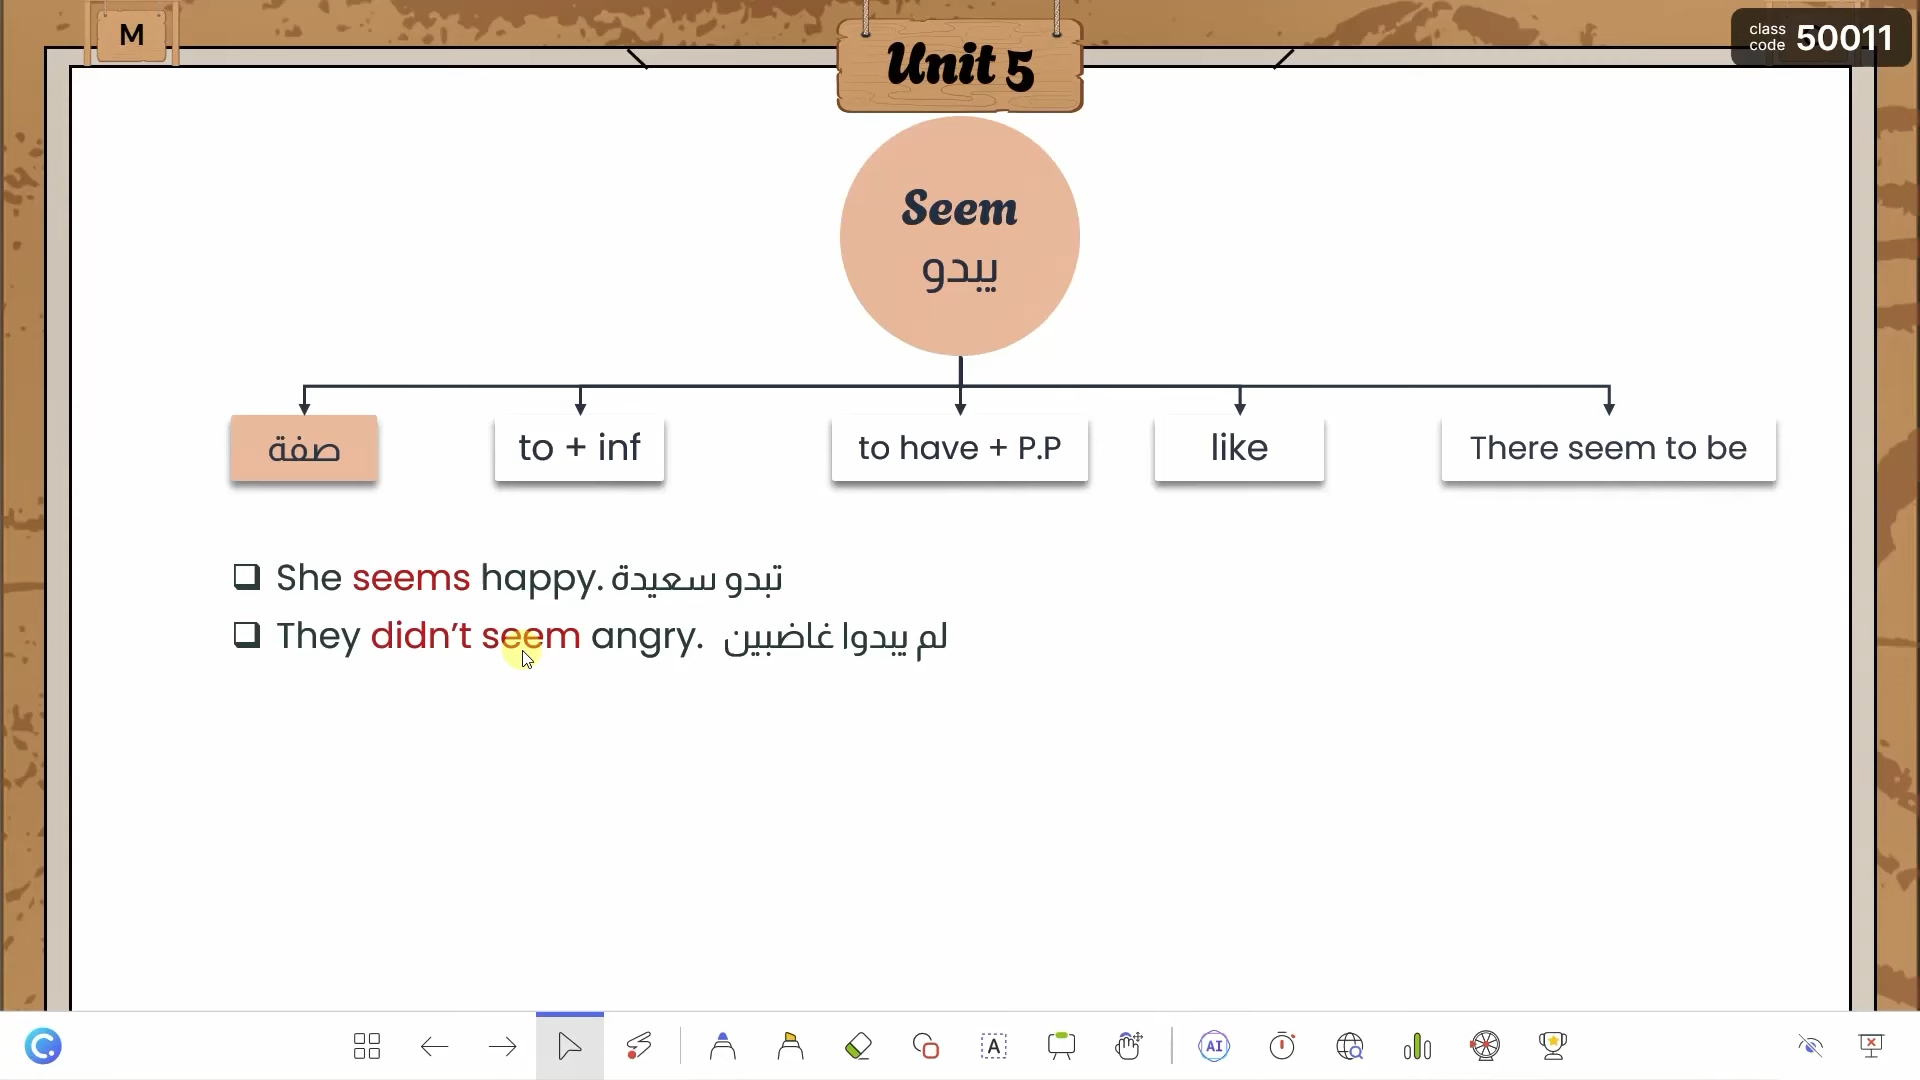 M
Unit 5
class code 50011
Seem
يبدو
صفة
to + inf
to have + P.P
like
There seem to be
She seems happy. تبدو سعيدة
They didn't seem angry. لم يبدوا غاضبين
A
AI